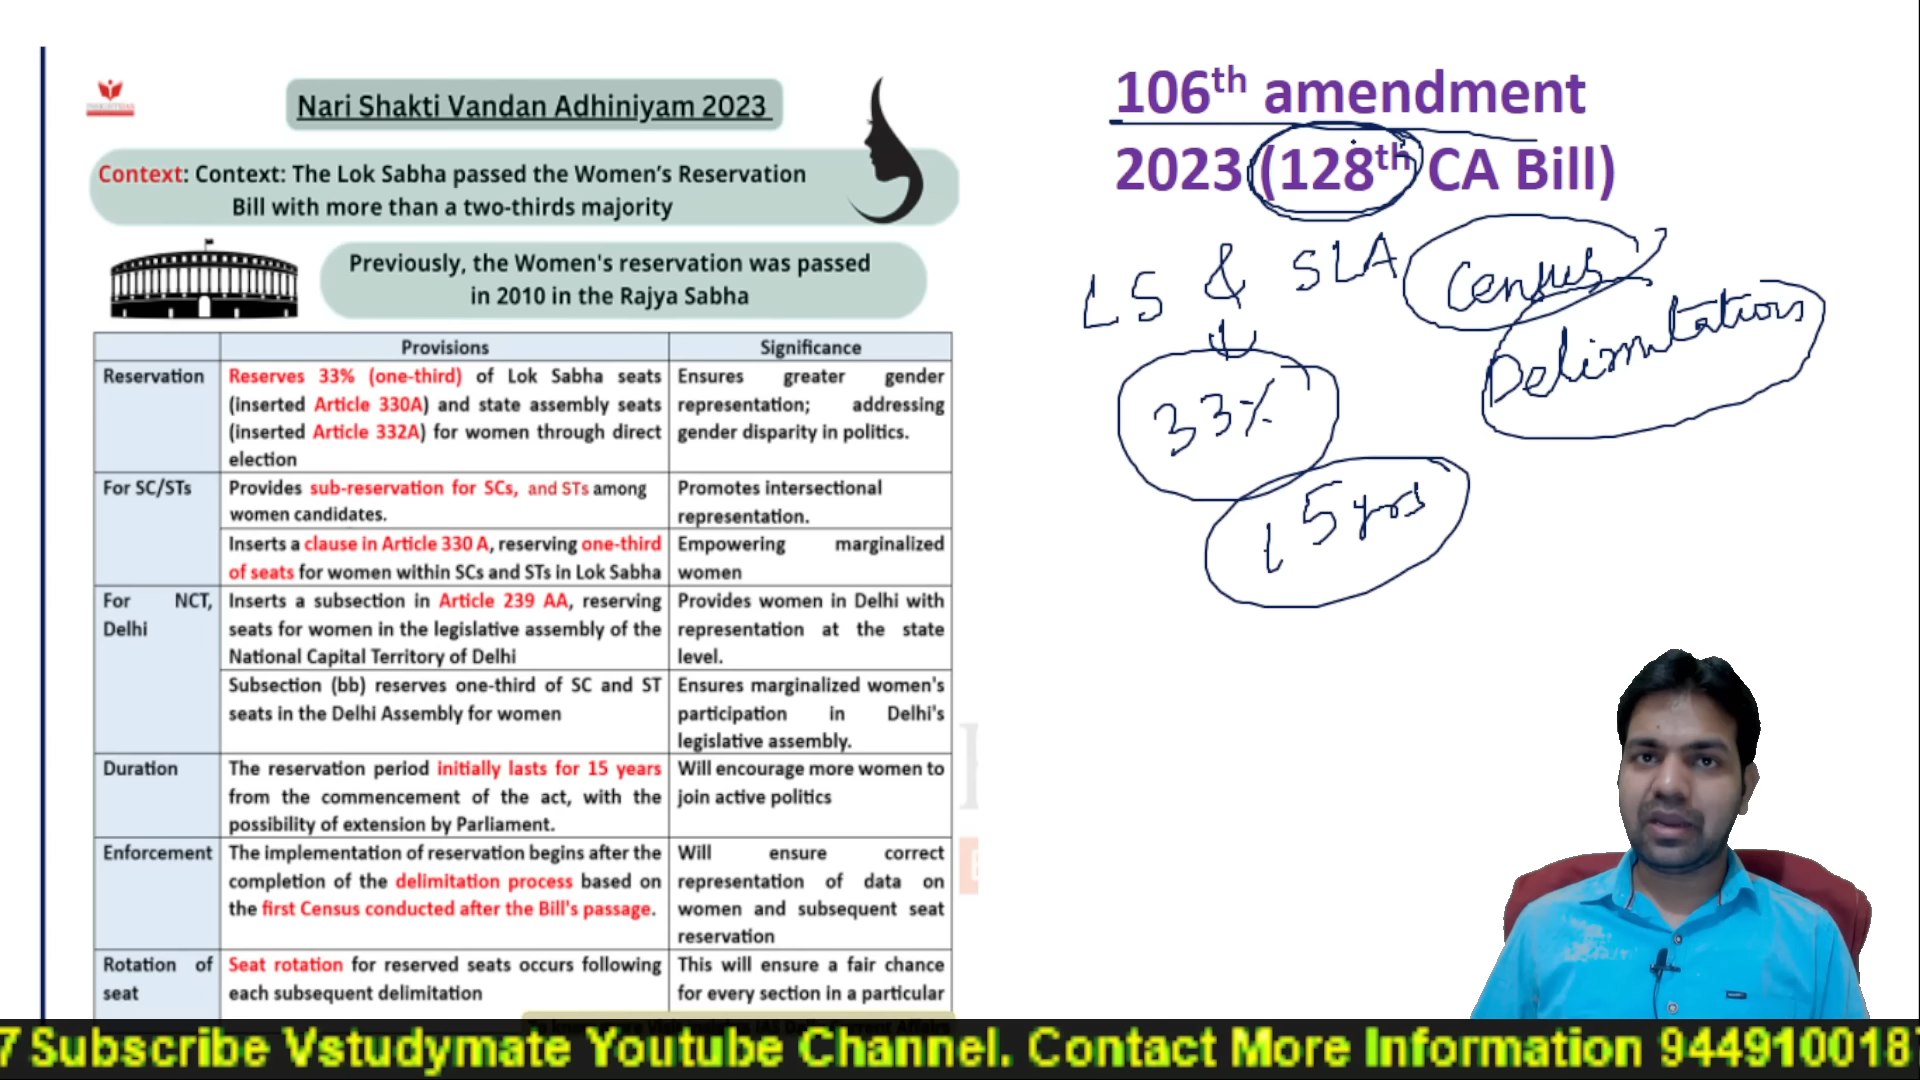 Nari Shakti Vandan Adhiniyam 2023
Context: Context: The Lok Sabha passed the Women's Reservation
Bill with more than a two-thirds majority
Previously, the Women's reservation was passed
in 2010 in the Rajya Sabha
Provisions
Significance
Reservation
Reserves 33% (one-third) of Lok Sabha seats
(inserted Article 330A) and state assembly seats
(inserted Article 332A) for women through direct
election
Ensures greater gender
representation; addressing
gender disparity in politics.
For SC/STs
Provides sub-reservation for SCs, and STs among
women candidates.
Promotes intersectional
representation.
Inserts a clause in Article 330 A, reserving one-third
of seats for women within SCs and STs in Lok Sabha
Empowering marginalized
women
For NCT,
Delhi
Inserts a subsection in Article 239 AA, reserving
seats for women in the legislative assembly of the
National Capital Territory of Delhi
Provides women in Delhi with
representation at the state
level.
Subsection (bb) reserves one-third of SC and ST
seats in the Delhi Assembly for women
Ensures marginalized women's
participation in Delhi's
legislative assembly.
Duration
The reservation period initially lasts for 15 years
from the commencement of the act, with the
possibility of extension by Parliament.
Will encourage more women to
join active politics
Enforcement
The implementation of reservation begins after the
completion of the delimitation process based on
the first Census conducted after the Bill's passage.
Will ensure correct
representation of data on
women and subsequent seat
reservation
Rotation of
seat
Seat rotation for reserved seats occurs following
each subsequent delimitation
This will ensure a fair chance
for every section in a particular
106th amendment
2023 (128th CA Bill)
LS & SLA
Census
Delimitations
33%
15 yrs
7 Subscribe Vstudymate Youtube Channel. Contact More Information 944910018